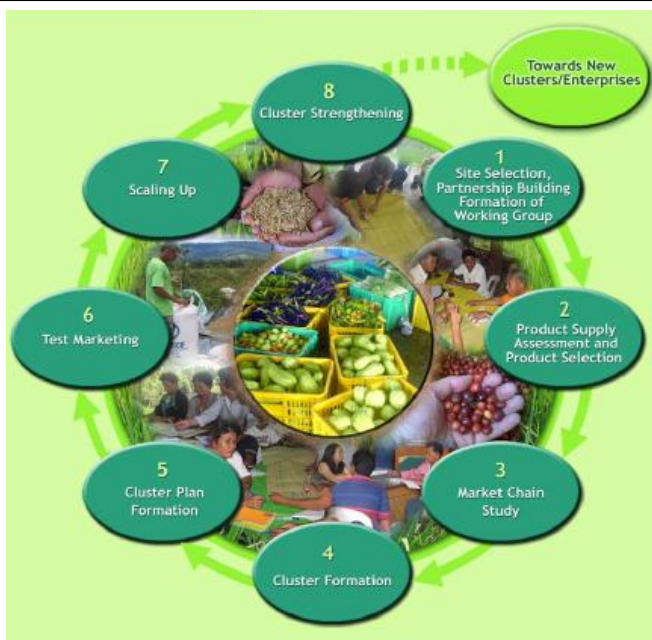 Towards New
Clusters/Enterprises
8
Cluster Strengthening
1
Site Selection,
Partnership Building
Formation of
Working Group
2
Product Supply
Assessment and
Product Selection
3
Market Chain
Study
4
Cluster Formation
5
Cluster Plan
Formation
6
Test Marketing
7
Scaling Up